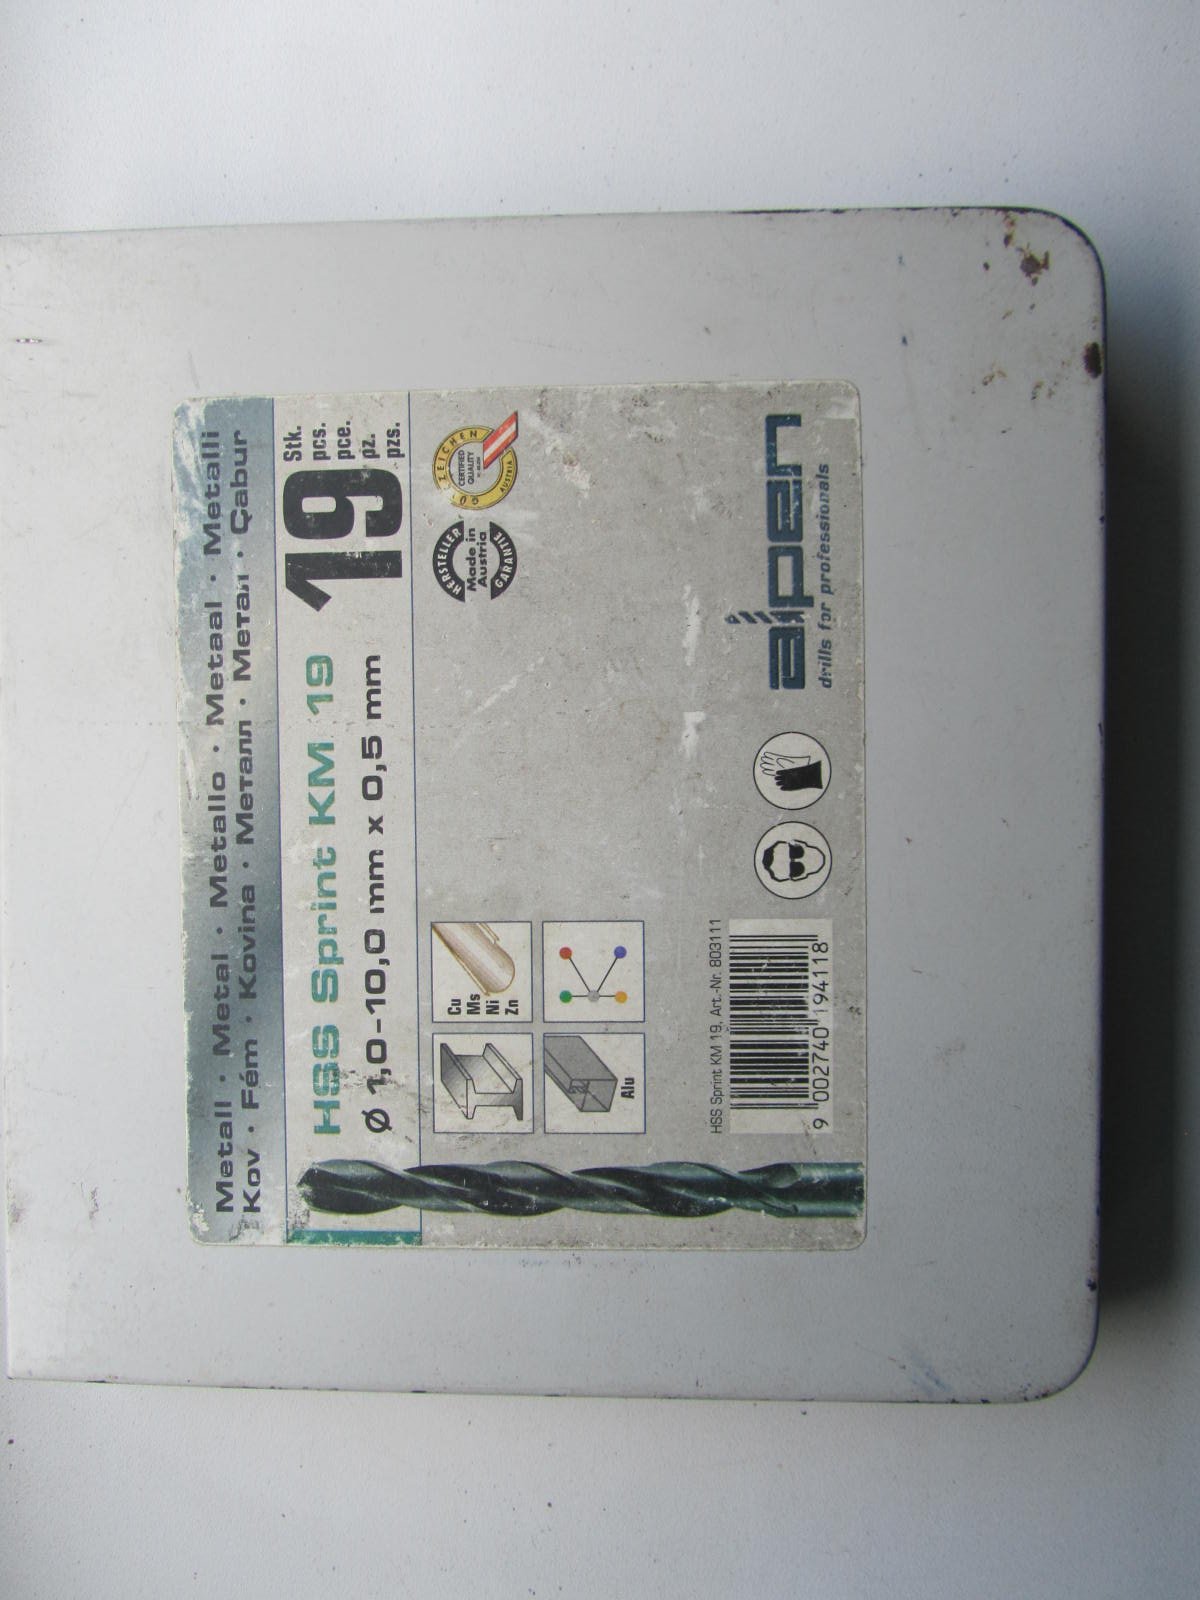 Metall · Metal · Metallo · Metaal · Metalli
Kov · Fém · Kovina · Металл · Метал · Çabur
HSS Sprint KM 19
Ø 1,0-10,0 mm x 0,5 mm
19
Stk.
pcs.
pce.
pz.
pzs.
Cu
Ms
Ni
Zn
Alu
HERSTELLER
Made in
Austria
GARANTIE
ZEICHEN
CERTIFIED
QUALITY
AUSTRIA
HSS Sprint KM 19, Art.-Nr. 803111
9 002740 194118
alpen
drills for professionals